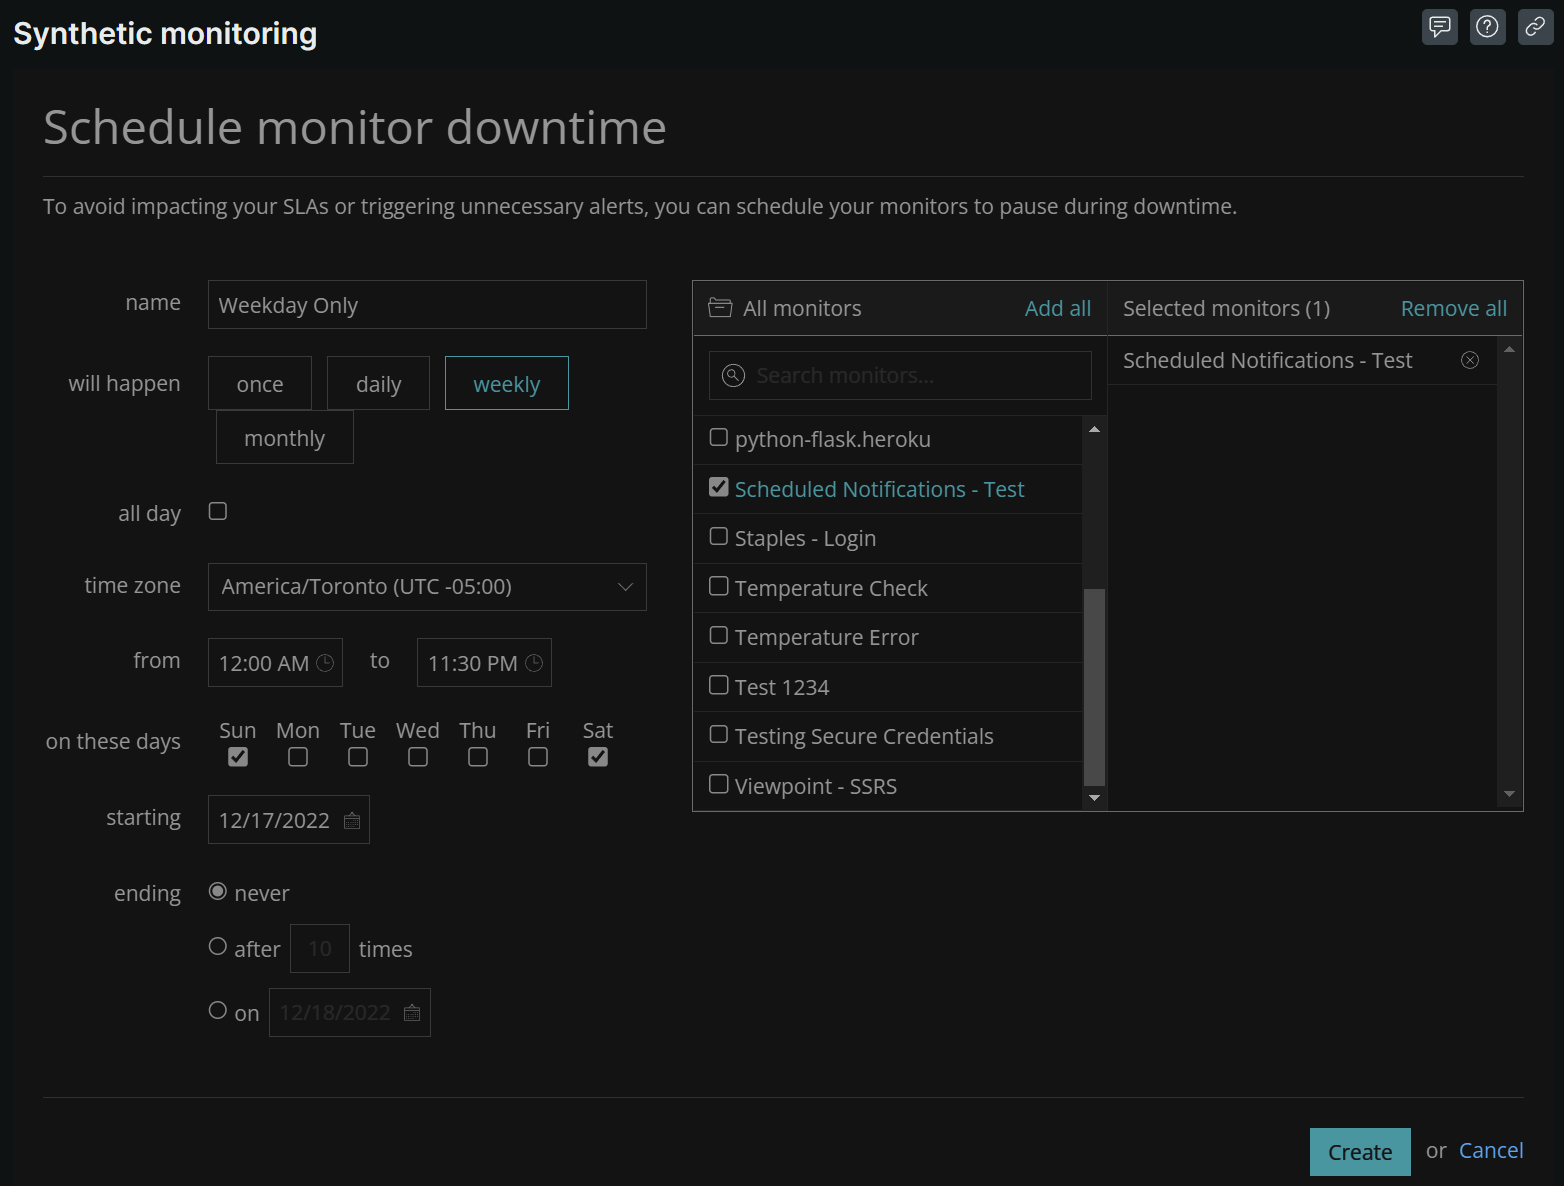 Synthetic monitoring
Schedule monitor downtime
To avoid impacting your SLAs or triggering unnecessary alerts, you can schedule your monitors to pause during downtime.
name
Weekday Only
will happen
once
daily
weekly
monthly
all day
time zone
America/Toronto (UTC -05:00)
from
12:00 AM
to
11:30 PM
on these days
Sun Mon Tue Wed Thu Fri Sat
starting
12/17/2022
ending
never
after 10 times
on 12/18/2022
All monitors
Add all
Search monitors...
python-flask.heroku
Scheduled Notifications - Test
Staples - Login
Temperature Check
Temperature Error
Test 1234
Testing Secure Credentials
Viewpoint - SSRS
Selected monitors (1)
Remove all
Scheduled Notifications - Test
Create or Cancel